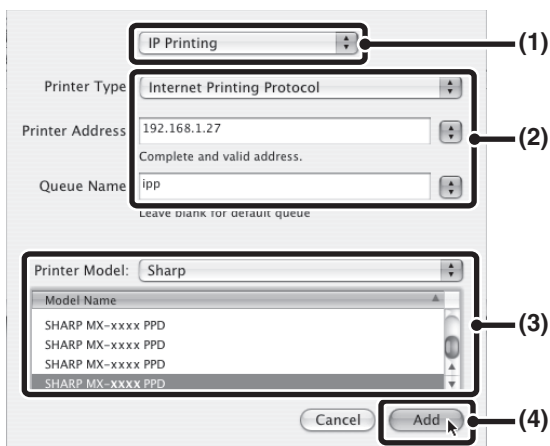 IP Printing
(1)
Printer Type Internet Printing Protocol
Printer Address 192.168.1.27
(2)
Complete and valid address.
Queue Name ipp
Leave blank for default queue
Printer Model: Sharp
Model Name
SHARP MX-xxxx PPD
SHARP MX-xxxx PPD
(3)
SHARP MX-xxxx PPD
SHARP MX-xxxx PPD
Cancel Add
(4)